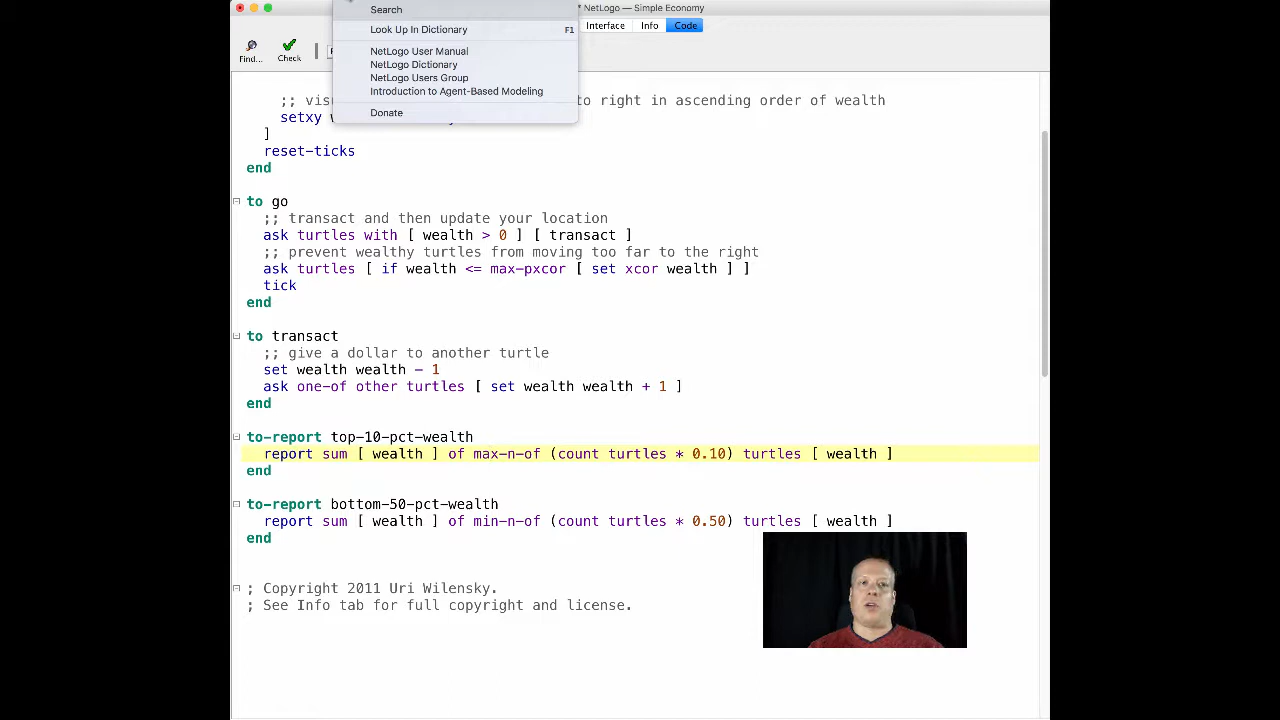 Search
NetLogo — Simple Economy
Look Up In Dictionary F1
Interface Info Code
NetLogo User Manual
Find... Check
NetLogo Dictionary
NetLogo Users Group
Introduction to Agent-Based Modeling
Donate
;; to right in ascending order of wealth
setxy
]
reset-ticks
end
to go
;; transact and then update your location
ask turtles with [ wealth > 0 ] [ transact ]
;; prevent wealthy turtles from moving too far to the right
ask turtles [ if wealth <= max-pxcor [ set xcor wealth ] ]
tick
end
to transact
;; give a dollar to another turtle
set wealth wealth - 1
ask one-of other turtles [ set wealth wealth + 1 ]
end
to-report top-10-pct-wealth
report sum [ wealth ] of max-n-of (count turtles * 0.10) turtles [ wealth ]
end
to-report bottom-50-pct-wealth
report sum [ wealth ] of min-n-of (count turtles * 0.50) turtles [ wealth ]
end
; Copyright 2011 Uri Wilensky.
; See Info tab for full copyright and license.